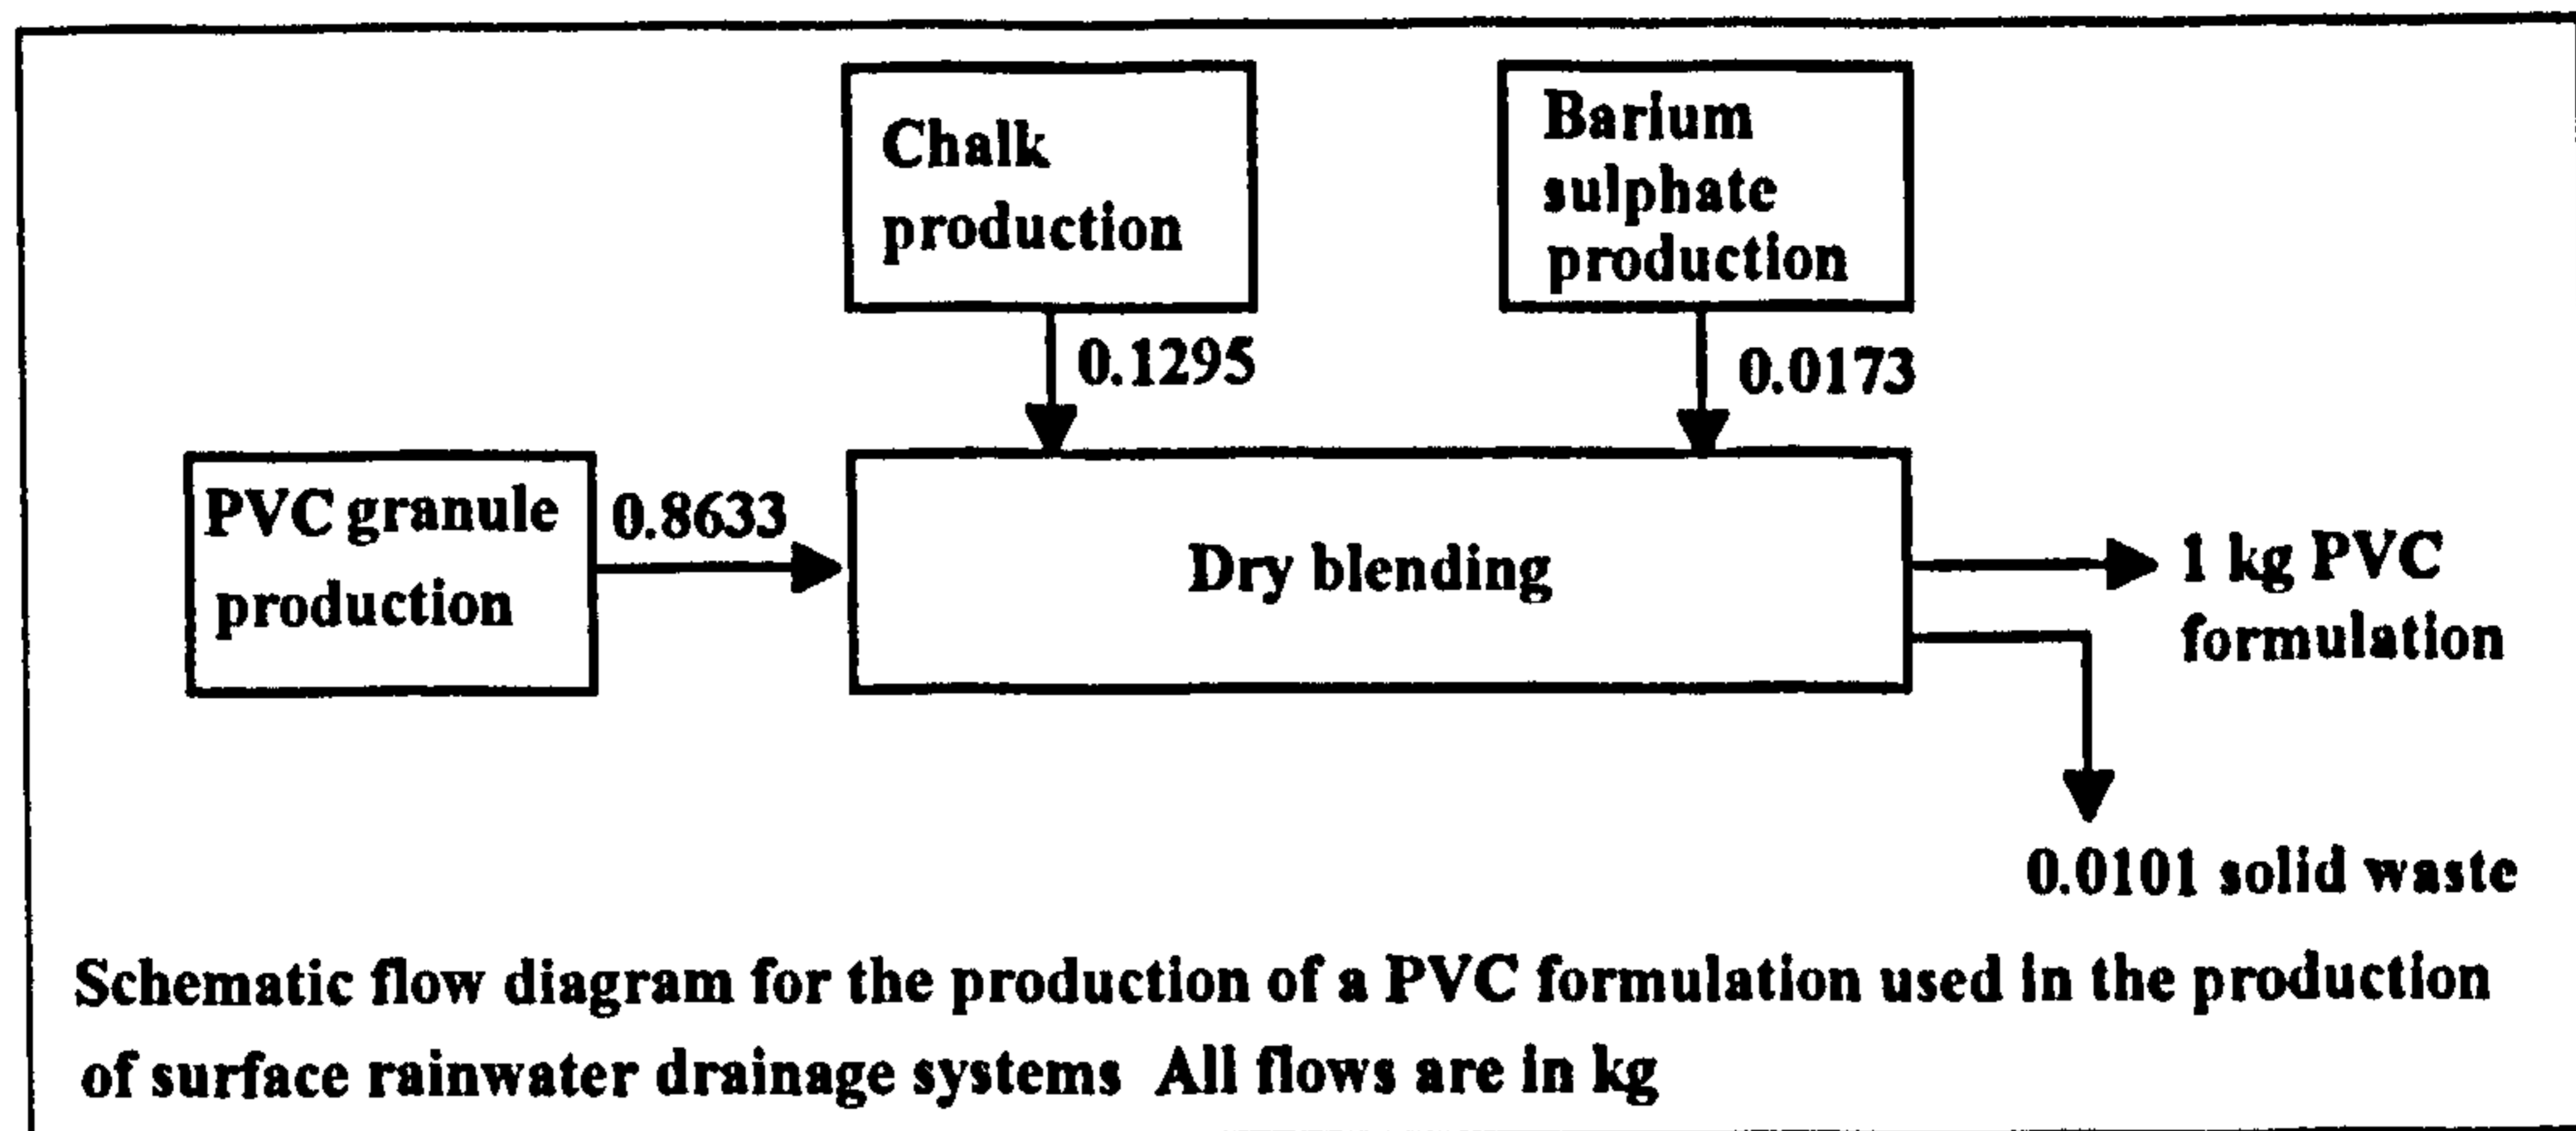 Chalk
production
Barium
sulphate
production
0.1295
0.0173
PVC granule
production
0.8633
Dry blending
1 kg PVC
formulation
0.0101 solid waste
Schematic flow diagram for the production of a PVC formulation used in the production
of surface rainwater drainage systems All flows are in kg